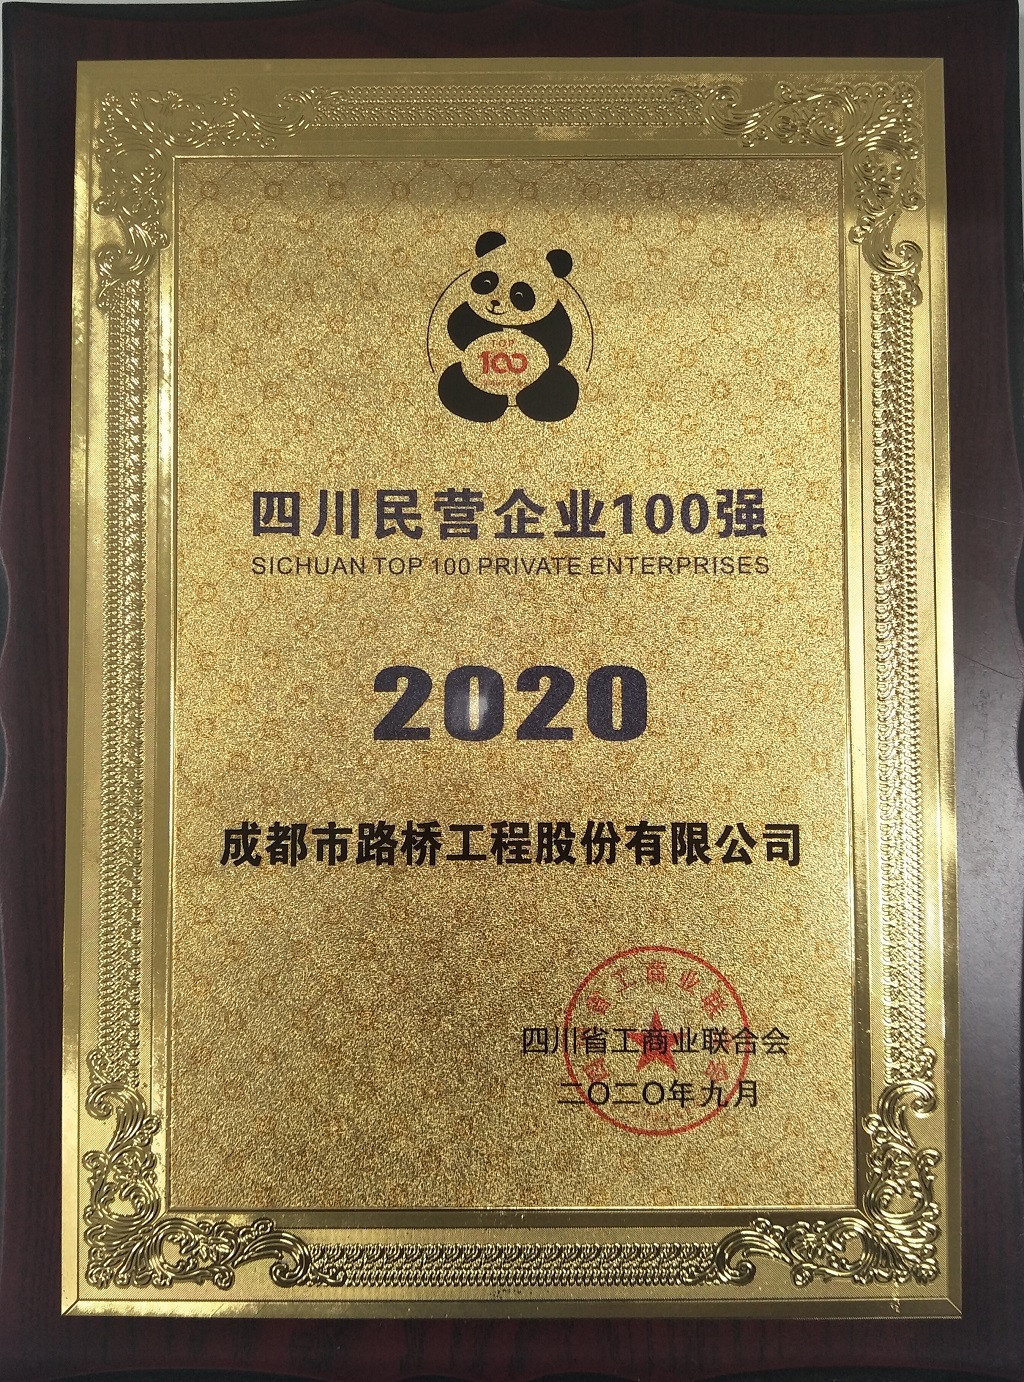 TOP
100
四川民营企业100强
SICHUAN TOP 100 PRIVATE ENTERPRISES
2020
成都市路桥工程股份有限公司
四川省工商业联合会
二〇二〇年九月